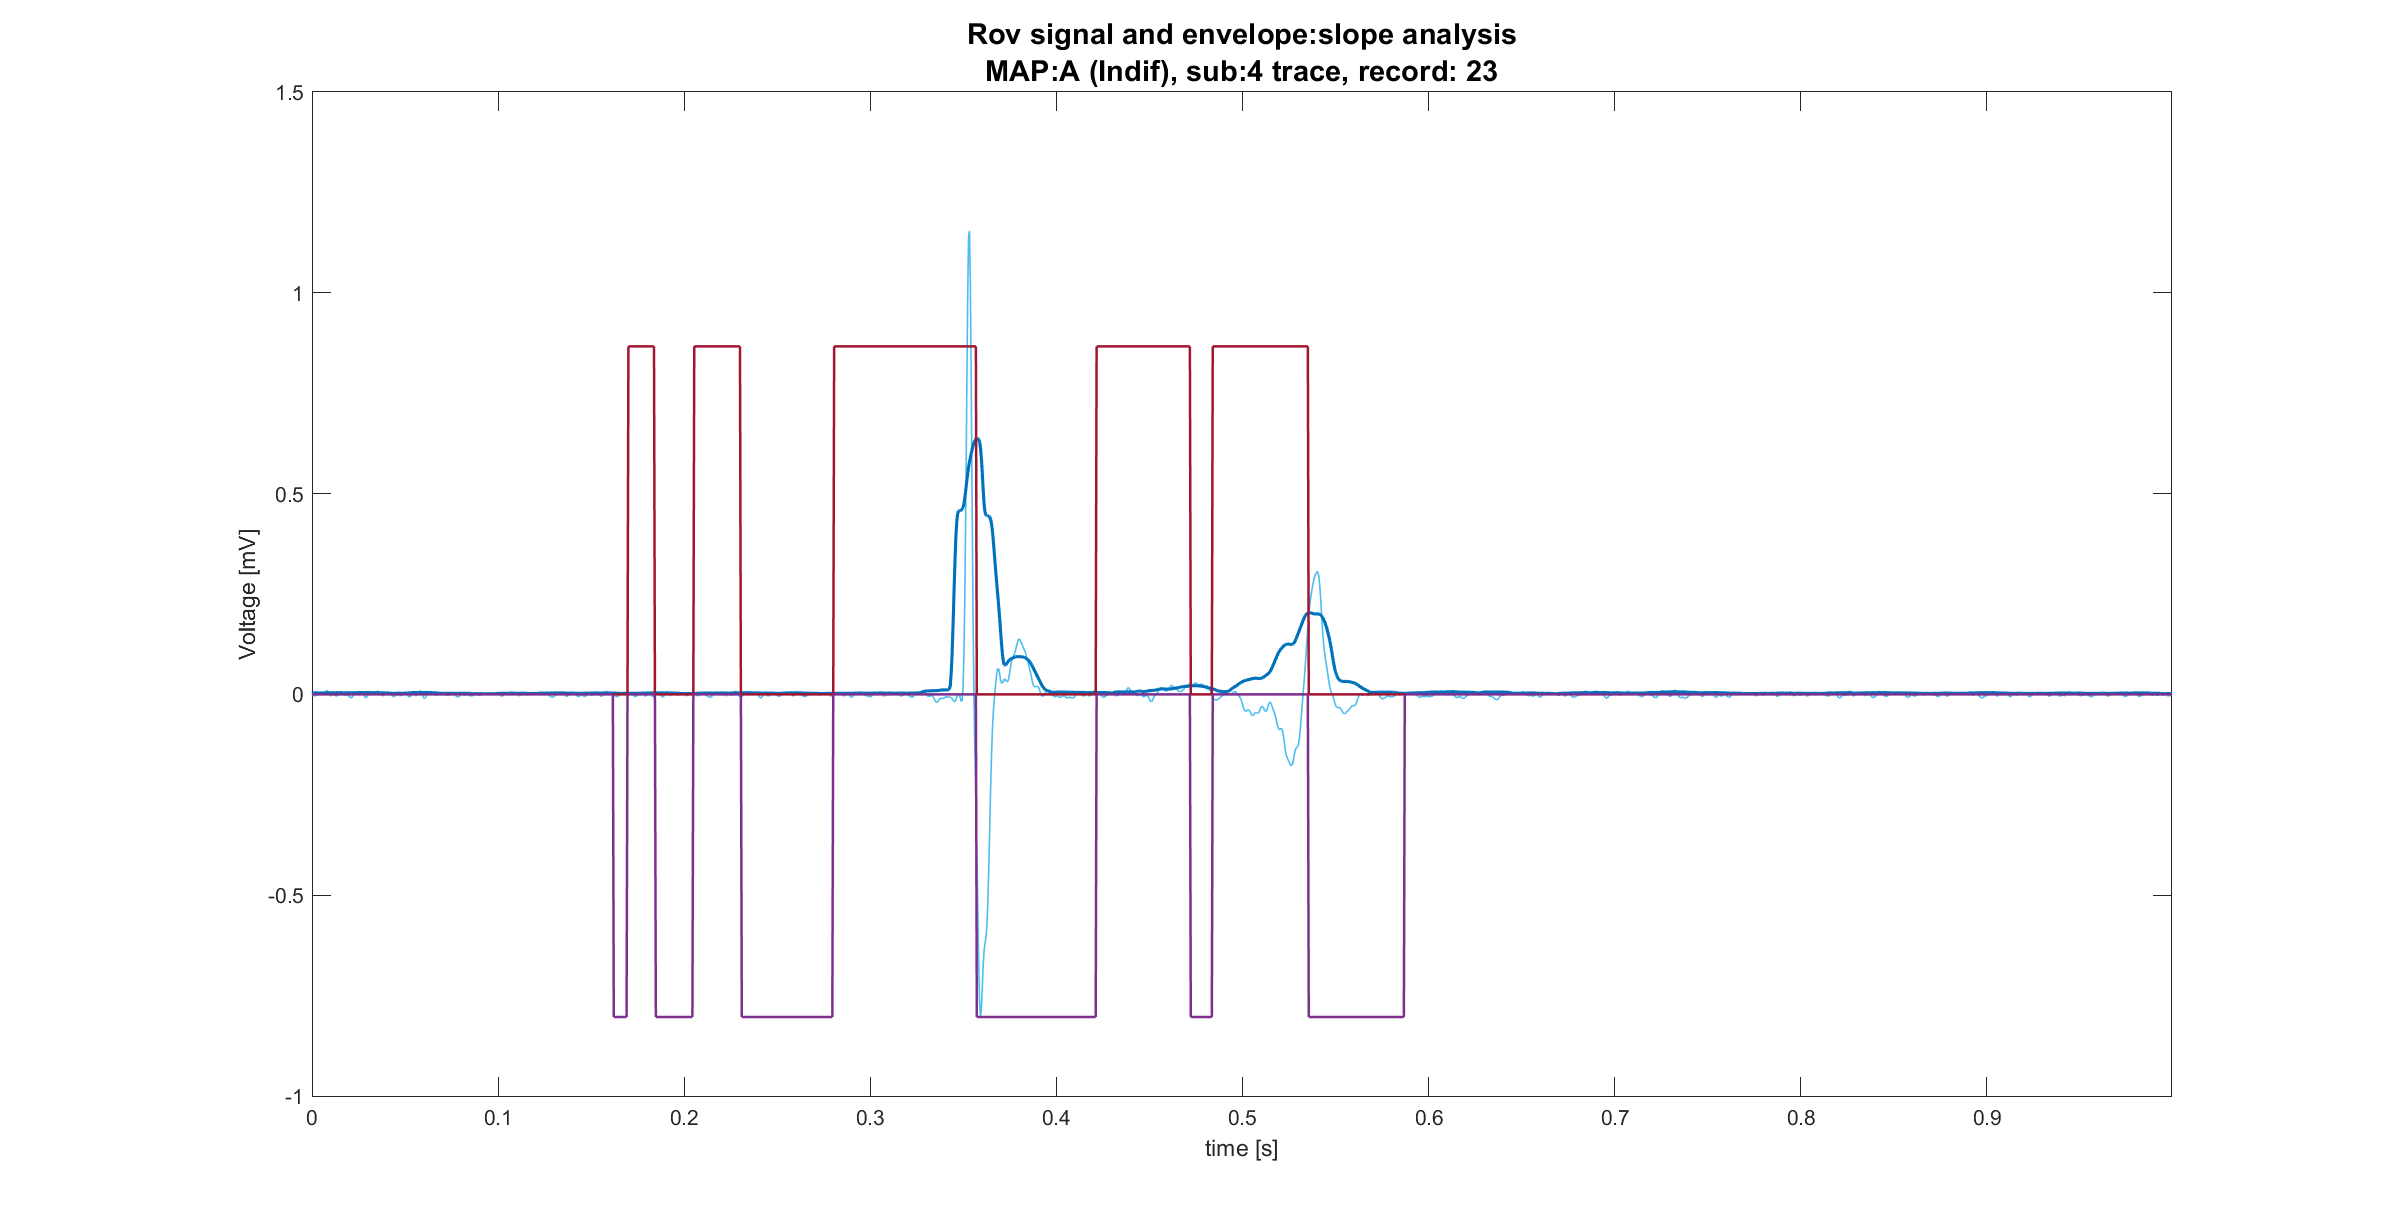 Rov signal and envelope:slope analysis
MAP:A (Indif), sub:4 trace, record: 23
1.5
1
0.5
0
-0.5
-1
Voltage [mV]
0 0.1 0.2 0.3 0.4 0.5 0.6 0.7 0.8 0.9
time [s]